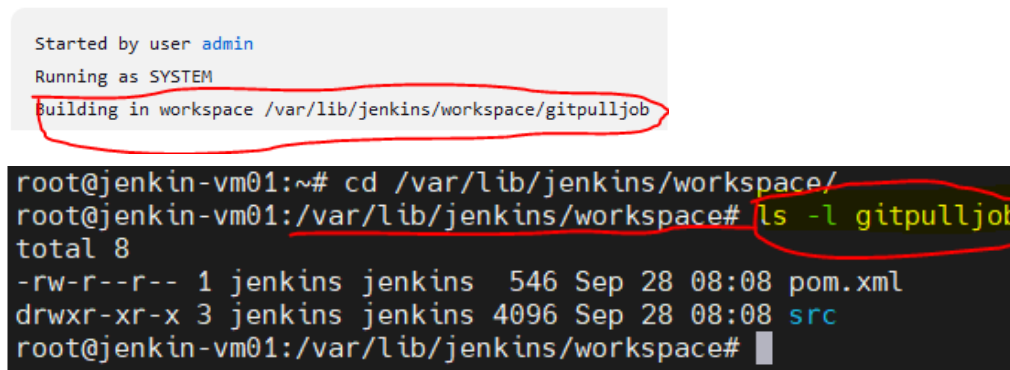 Started by user admin
Running as SYSTEM
Building in workspace /var/lib/jenkins/workspace/gitpulljob
root@jenkin-vm01:~# cd /var/lib/jenkins/workspace/
root@jenkin-vm01:/var/lib/jenkins/workspace# ls -l gitpulljob
total 8
-rw-r--r-- 1 jenkins jenkins  546 Sep 28 08:08 pom.xml
drwxr-xr-x 3 jenkins jenkins 4096 Sep 28 08:08 src
root@jenkin-vm01:/var/lib/jenkins/workspace#